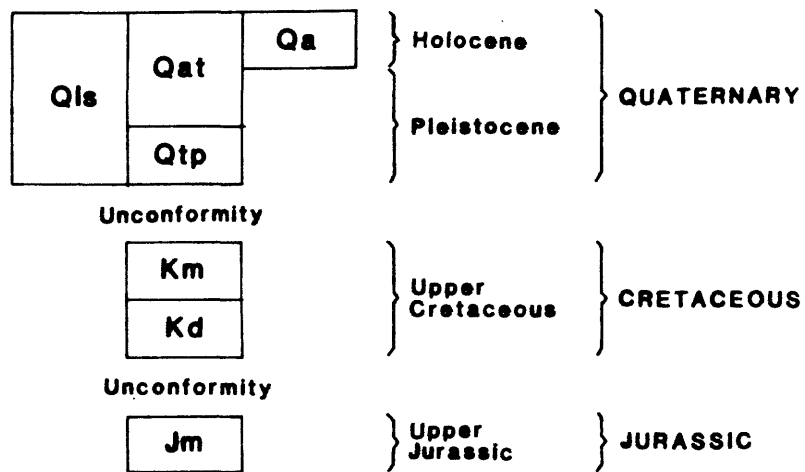 Qls
Qat
Qa
Qtp
Holocene
Pleistocene
QUATERNARY
Unconformity
Km
Kd
Upper
Cretaceous
CRETACEOUS
Unconformity
Jm
Upper
Jurassic
JURASSIC